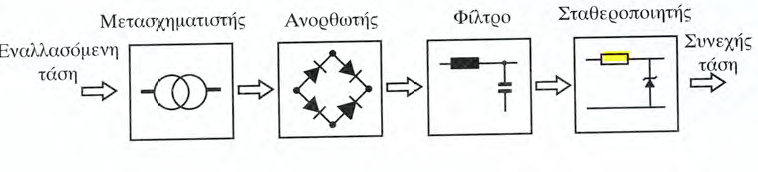 Μετασχηματιστής
Ανορθωτής
Φίλτρο
Σταθεροποιητής
Εναλλασόμενη
τάση
Συνεχής
τάση